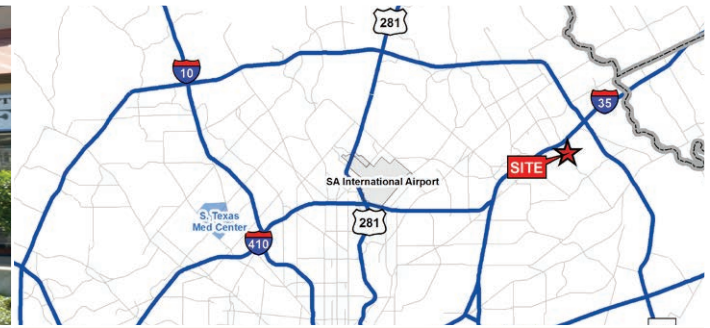 281
10
35
SITE
SA International Airport
S. Texas
Med Center
281
410